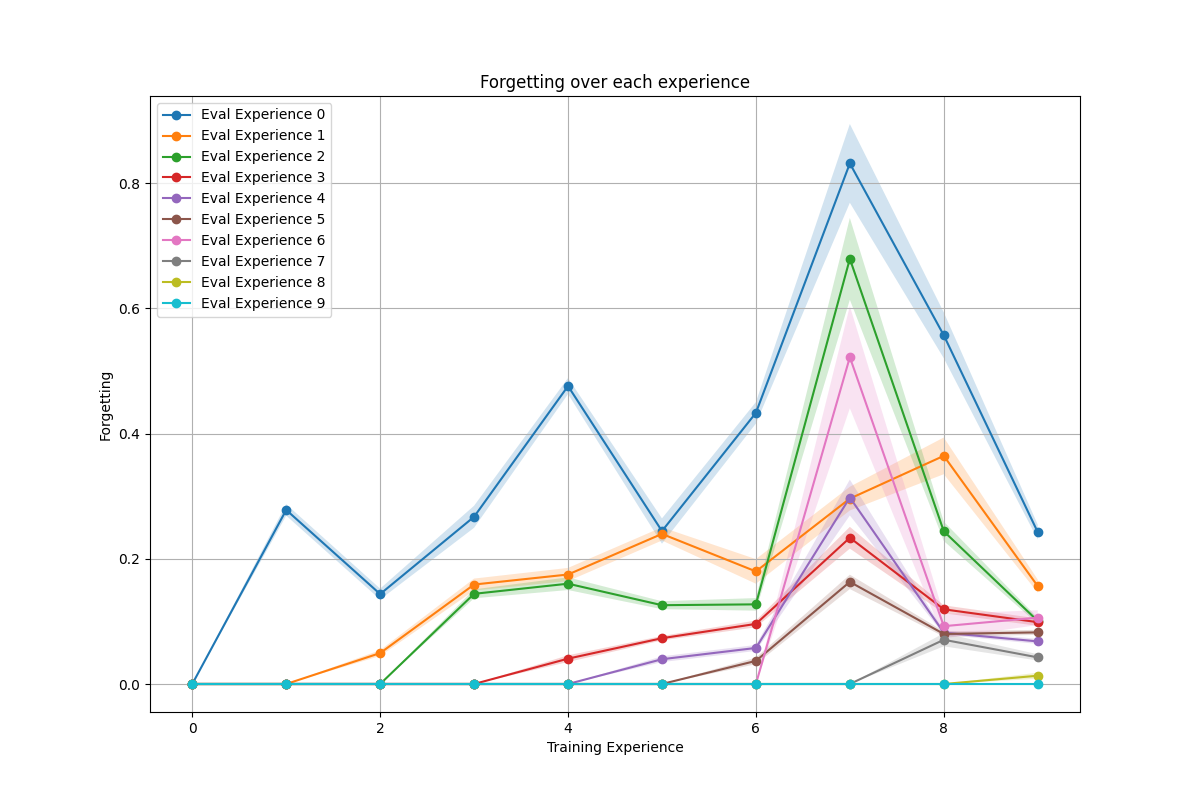 Forgetting over each experience
Eval Experience 0
Eval Experience 1
Eval Experience 2
Eval Experience 3
Eval Experience 4
Eval Experience 5
Eval Experience 6
Eval Experience 7
Eval Experience 8
Eval Experience 9
0.8
0.6
0.4
0.2
0.0
Forgetting
0 2 4 6 8
Training Experience